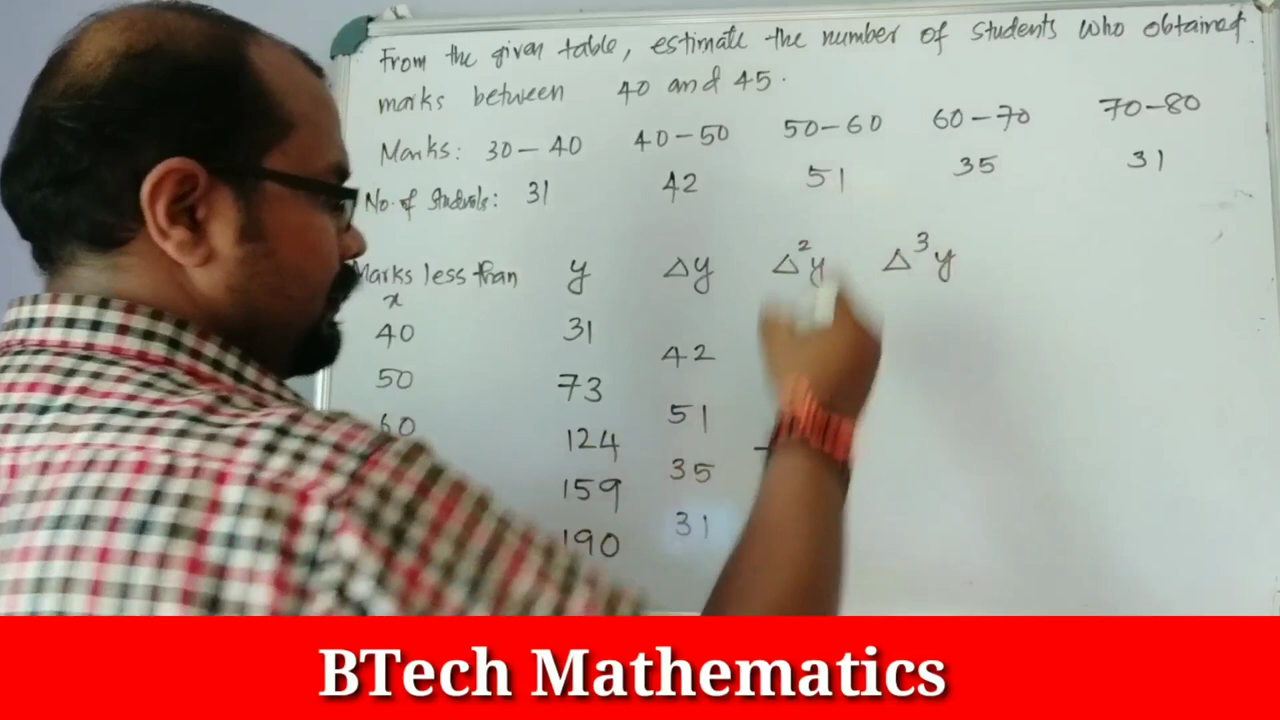 From the given table, estimate the number of students who obtained
marks between 40 and 45.
Marks: 30-40 40-50 50-60 60-70 70-80
No. of Students: 31 42 51 35 31
Marks less than y Δy Δ²y Δ³y
x
40 31
42
50 73
51
60 124
35
159
31
190
BTech Mathematics